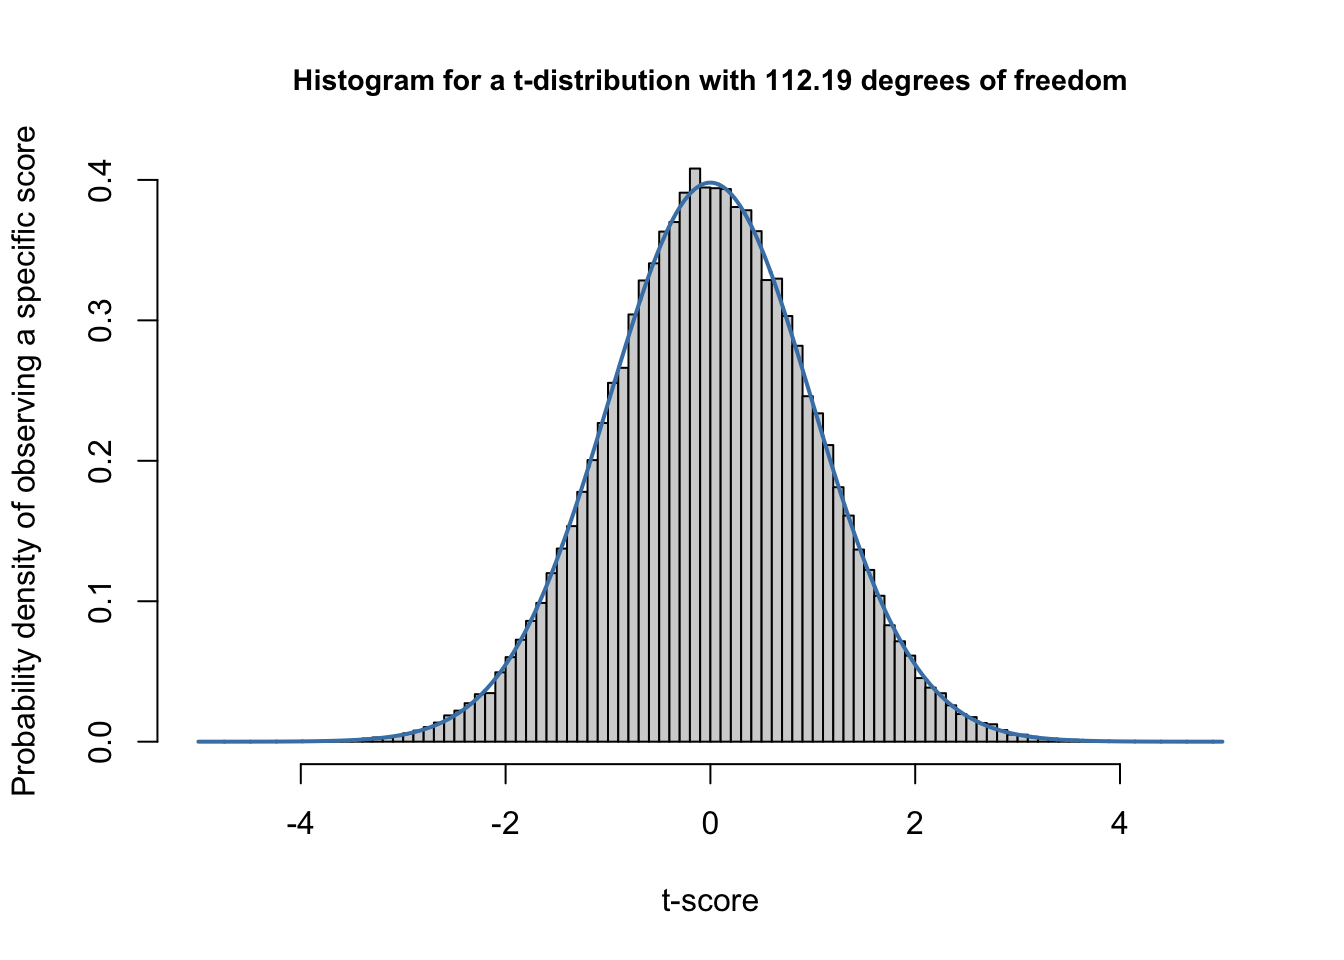 Histogram for a t-distribution with 112.19 degrees of freedom
Probability density of observing a specific score
0.4
0.3
0.2
0.1
0.0
-4 -2 0 2 4
t-score